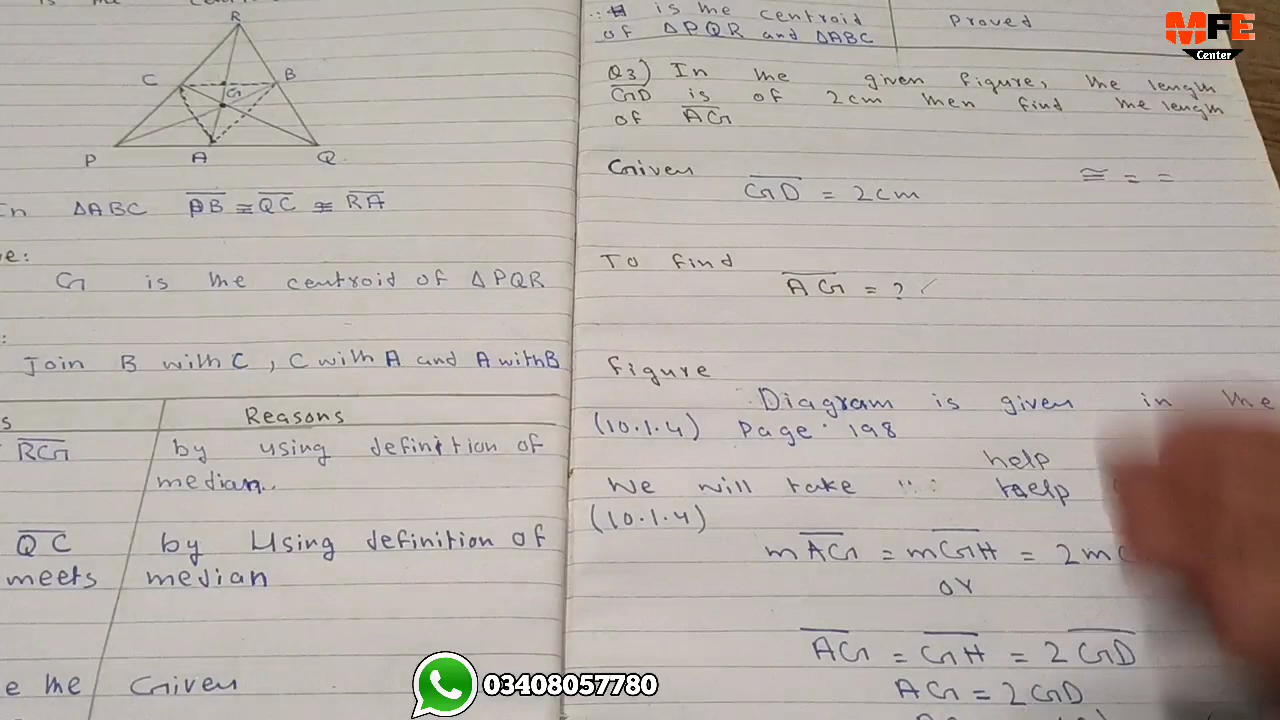 R
C
B
G
P
A
Q
In ΔABC PB ≅ QC ≅ RA
e:
G is the centroid of ΔPQR
:
Join B with C, C with A and A with B
s
Reasons
RG
by using definition of
median..
QC
by using definition of
meets
median
e the
Given
∴ G is the centroid
of ΔPQR and ΔABC
Proved
Q3) In the given figure, the length
GD is of 2cm then find the length
of AG
Given
≅ = =
GD = 2cm
To find
AG = ?
figure
Diagram is given in the
(10.1.4) Page 198
help
We will take help
(10.1.4)
mAG = mGH = 2m
or
AG = GH = 2GD
AG = 2GD
MFE
Center
03408057780